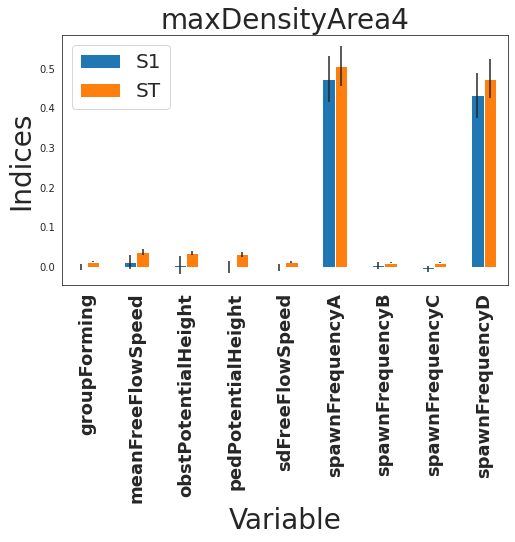 maxDensityArea4
S1
ST
Indices
0.5
0.4
0.3
0.2
0.1
0.0
groupForming
meanFreeFlowSpeed
obstPotentialHeight
pedPotentialHeight
sdFreeFlowSpeed
spawnFrequencyA
spawnFrequencyB
spawnFrequencyC
spawnFrequencyD
Variable